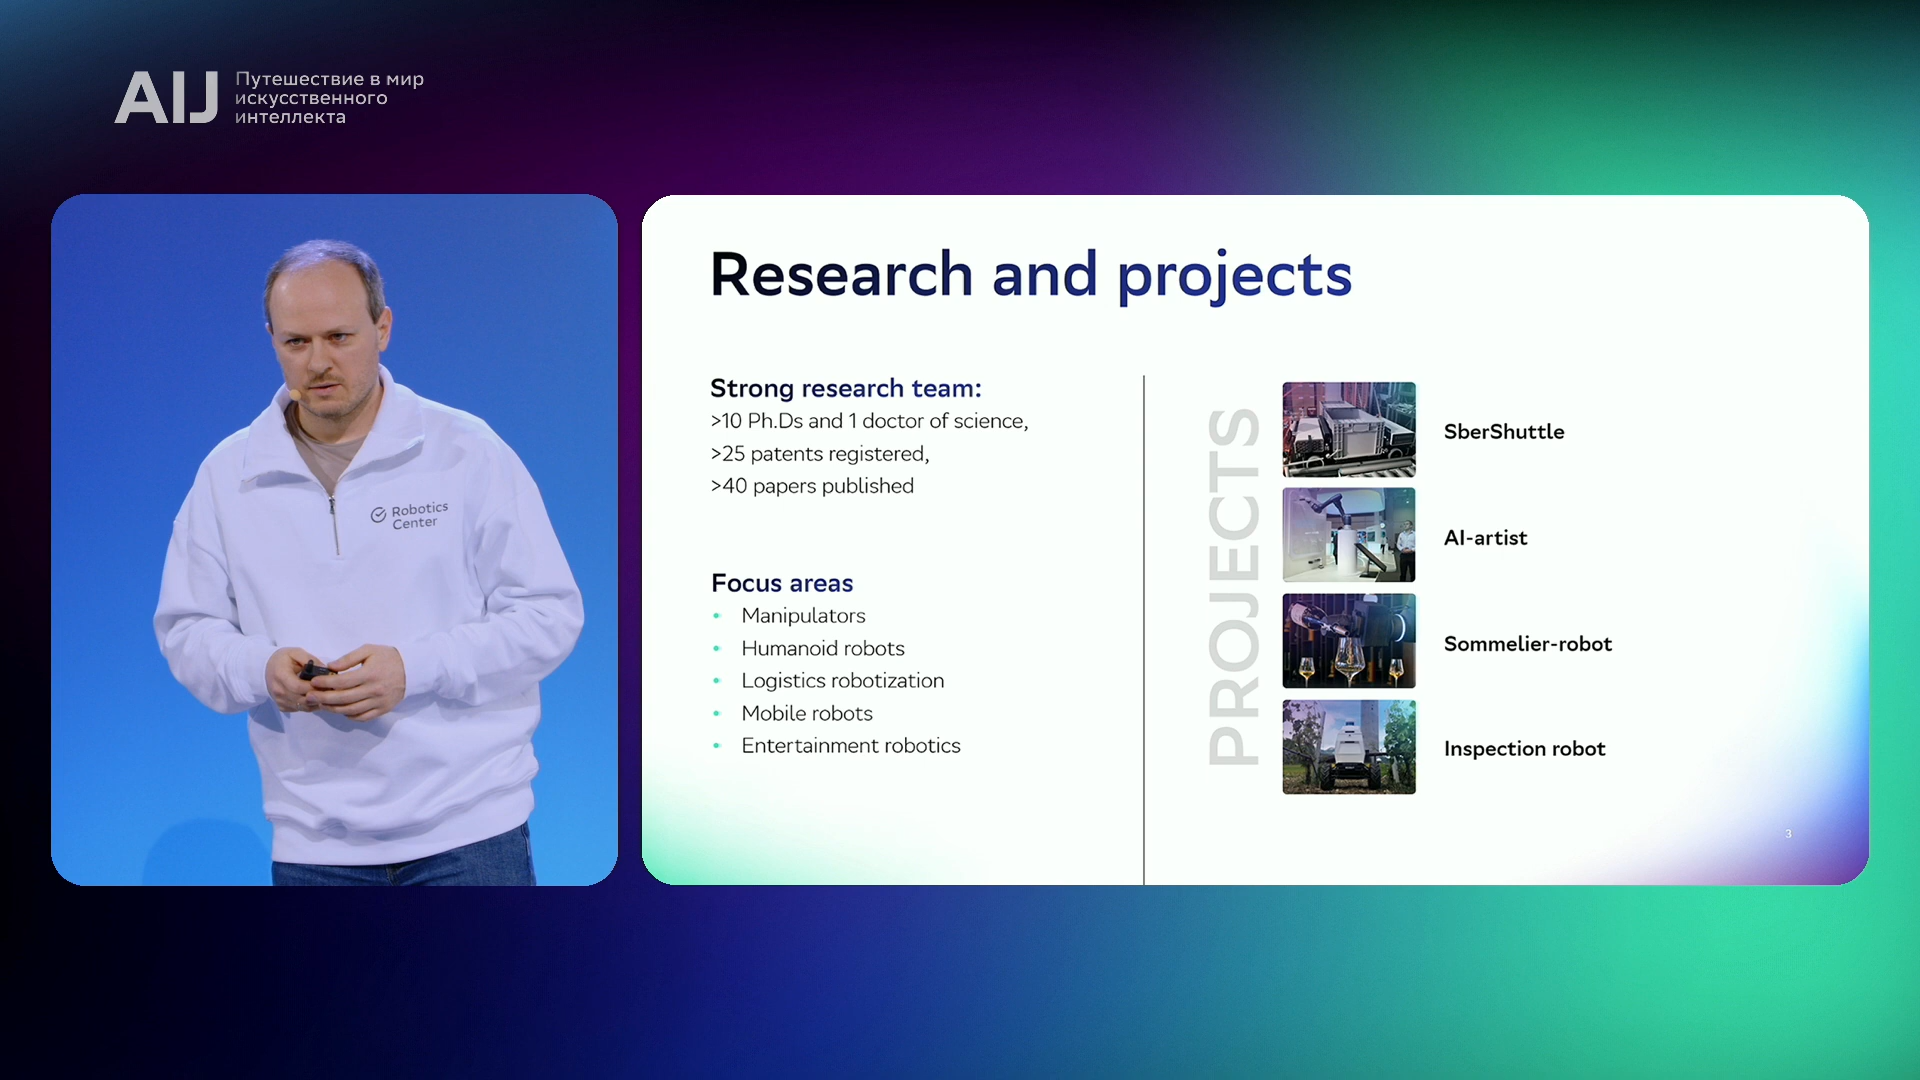 AIJ
Путешествие в мир
искусственного
интеллекта
Robotics
Center
Research and projects
Strong research team:
>10 Ph.Ds and 1 doctor of science,
>25 patents registered,
>40 papers published
Focus areas
• Manipulators
• Humanoid robots
• Logistics robotization
• Mobile robots
• Entertainment robotics
PROJECTS
SberShuttle
AI-artist
Sommelier-robot
Inspection robot
3